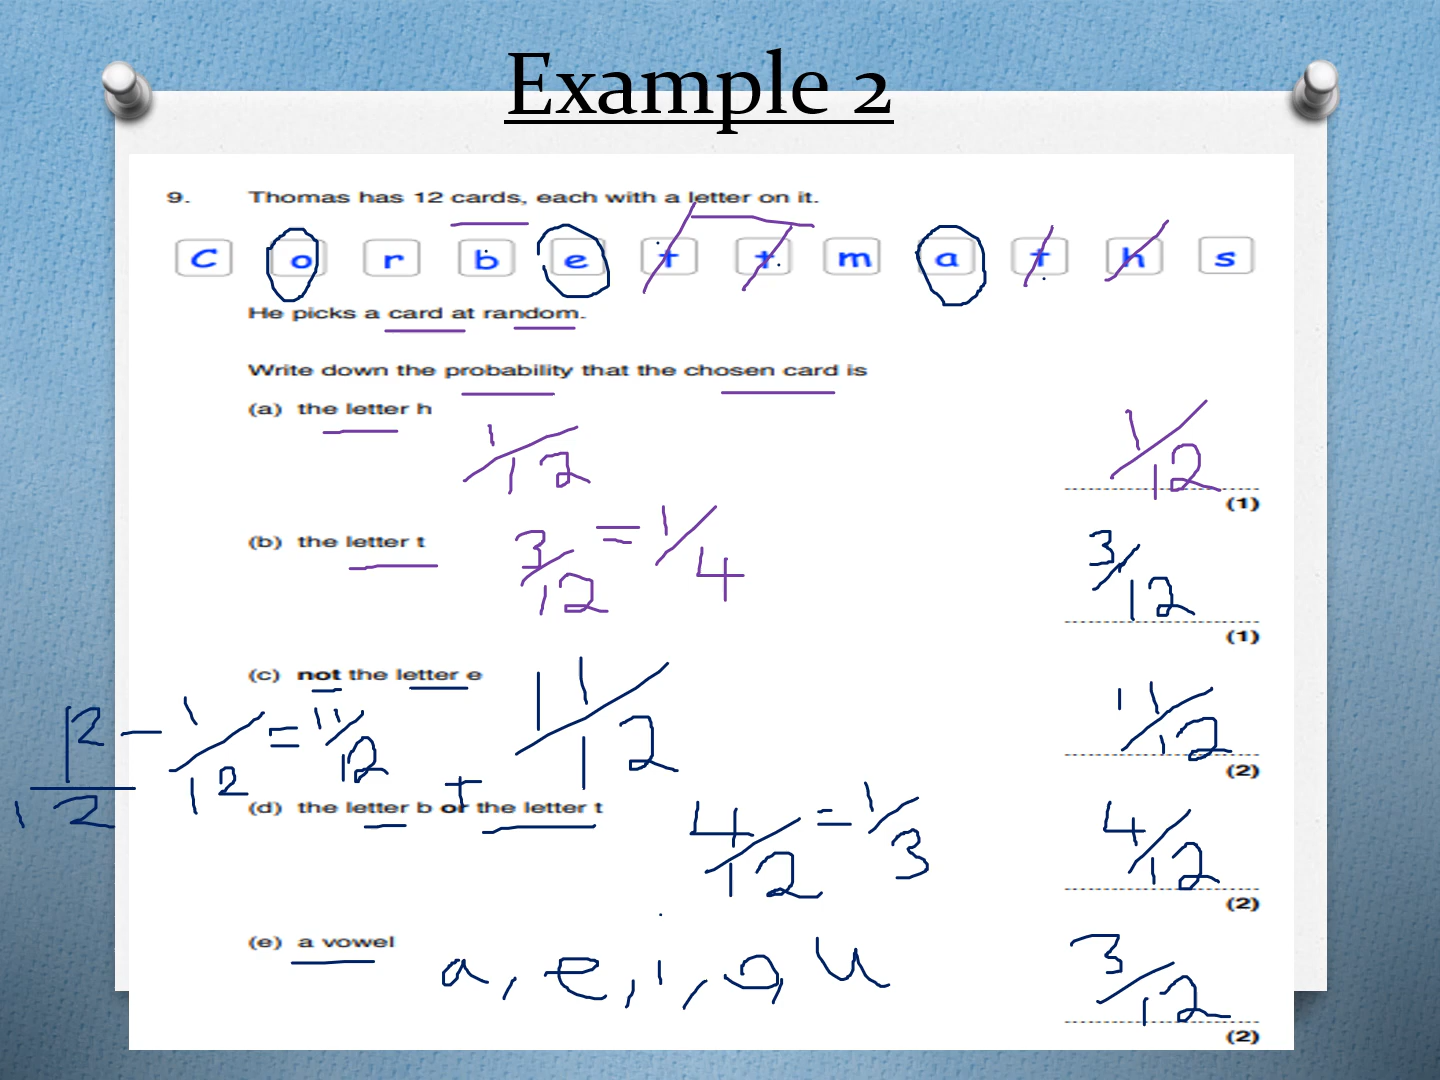 Example 2
9. Thomas has 12 cards, each with a letter on it.
C o r b e t t m a t h s
He picks a card at random.
Write down the probability that the chosen card is
(a) the letter h
1/12
1/12
(1)
(b) the letter t
3/12 = 1/4
3/12
(1)
(c) not the letter e
12/12 - 1/12 = 11/12
11/12
11/12
(2)
(d) the letter b or the letter t
+
4/12 = 1/3
4/12
(2)
(e) a vowel
a, e, i, o, u
3/12
(2)